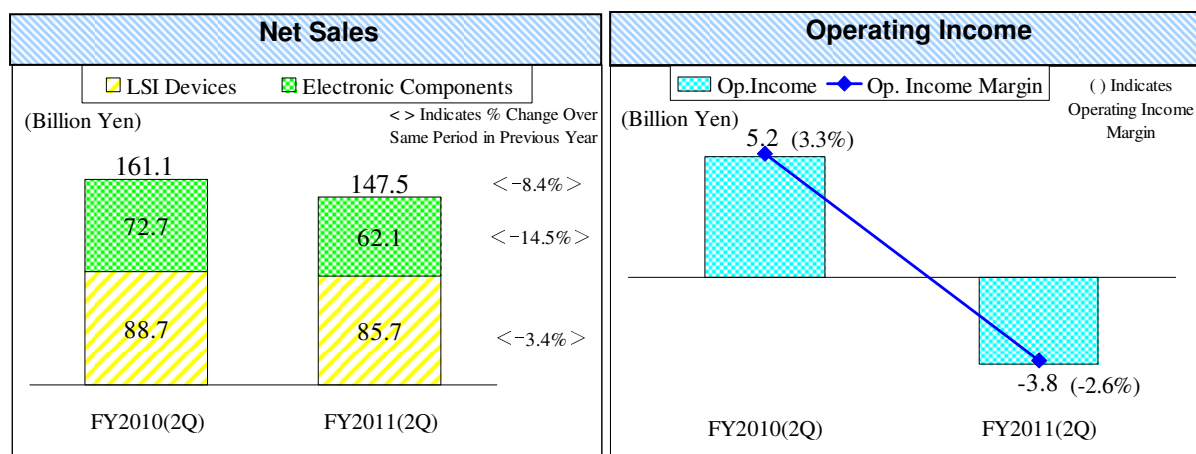 Net Sales
LSI Devices
Electronic Components
(Billion Yen)
< > Indicates % Change Over
Same Period in Previous Year
161.1
147.5
<-8.4%>
72.7
62.1
<-14.5%>
88.7
85.7
<-3.4%>
FY2010(2Q)
FY2011(2Q)
Operating Income
Op.Income
Op. Income Margin
( ) Indicates
Operating Income
Margin
(Billion Yen)
5.2 (3.3%)
-3.8 (-2.6%)
FY2010(2Q)
FY2011(2Q)